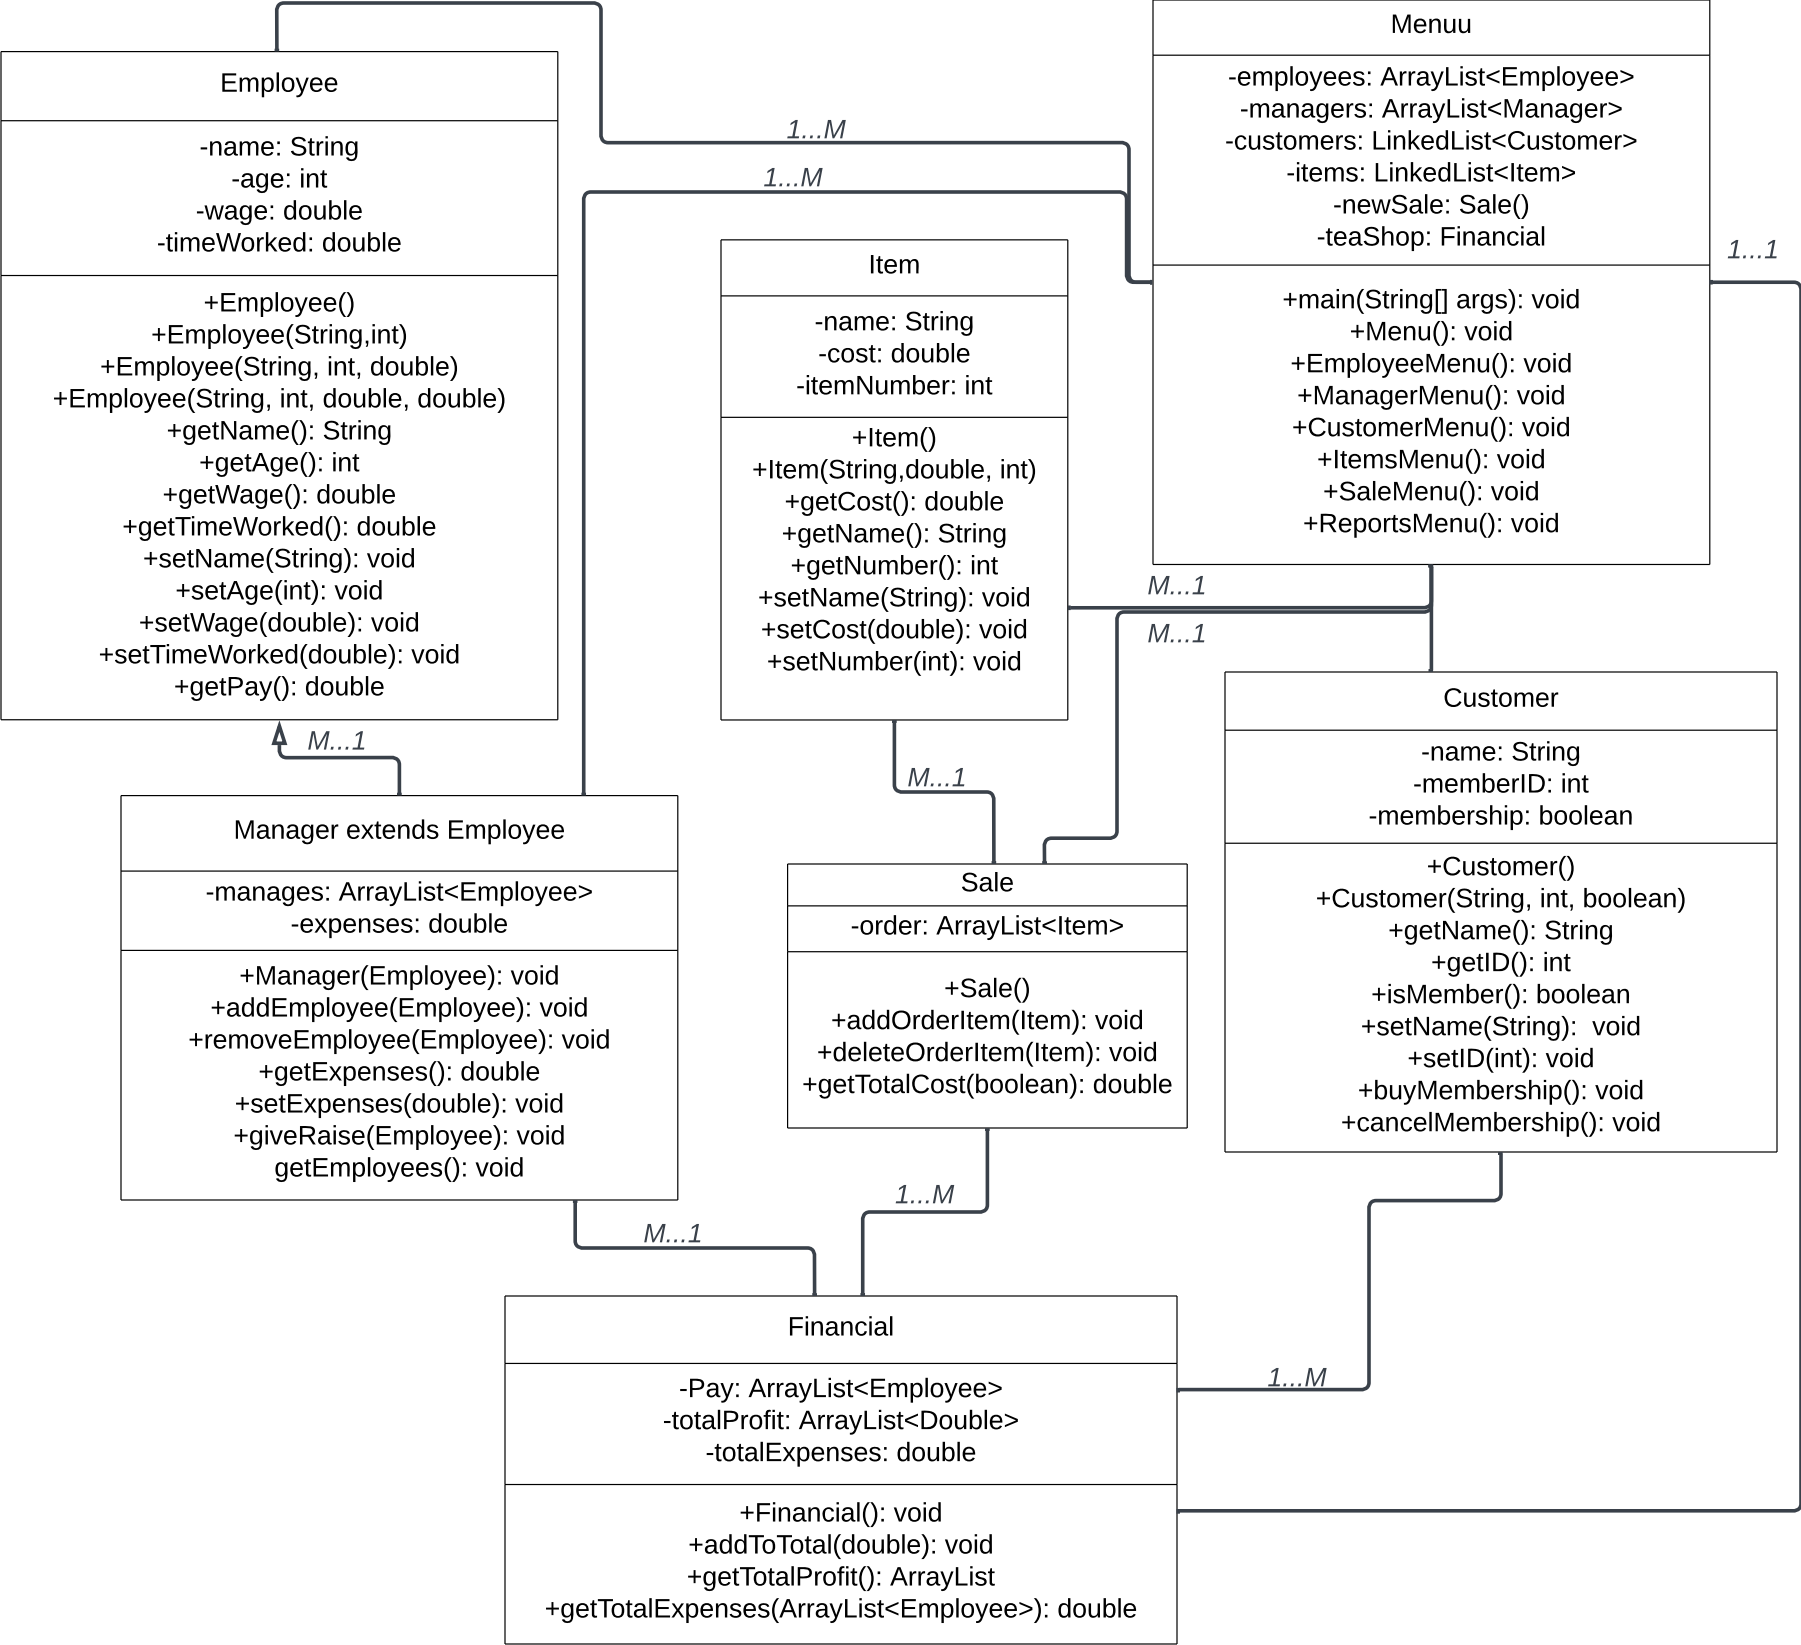 Employee
-name: String
-age: int
-wage: double
-timeWorked: double
+Employee()
+Employee(String,int)
+Employee(String, int, double)
+Employee(String, int, double, double)
+getName(): String
+getAge(): int
+getWage(): double
+getTimeWorked(): double
+setName(String): void
+setAge(int): void
+setWage(double): void
+setTimeWorked(double): void
+getPay(): double
1...M
1...M
Menuu
-employees: ArrayList<Employee>
-managers: ArrayList<Manager>
-customers: LinkedList<Customer>
-items: LinkedList<Item>
-newSale: Sale()
-teaShop: Financial
+main(String[] args): void
+Menu(): void
+EmployeeMenu(): void
+ManagerMenu(): void
+CustomerMenu(): void
+ItemsMenu(): void
+SaleMenu(): void
+ReportsMenu(): void
1...1
Item
-name: String
-cost: double
-itemNumber: int
+Item()
+Item(String,double, int)
+getCost(): double
+getName(): String
+getNumber(): int
+setName(String): void
+setCost(double): void
+setNumber(int): void
M...1
M...1
M...1
M...1
Manager extends Employee
-manages: ArrayList<Employee>
-expenses: double
+Manager(Employee): void
+addEmployee(Employee): void
+removeEmployee(Employee): void
+getExpenses(): double
+setExpenses(double): void
+giveRaise(Employee): void
getEmployees(): void
Sale
-order: ArrayList<Item>
+Sale()
+addOrderItem(Item): void
+deleteOrderItem(Item): void
+getTotalCost(boolean): double
Customer
-name: String
-memberID: int
-membership: boolean
+Customer()
+Customer(String, int, boolean)
+getName(): String
+getID(): int
+isMember(): boolean
+setName(String):  void
+setID(int): void
+buyMembership(): void
+cancelMembership(): void
M...1
1...M
1...M
Financial
-Pay: ArrayList<Employee>
-totalProfit: ArrayList<Double>
-totalExpenses: double
+Financial(): void
+addToTotal(double): void
+getTotalProfit(): ArrayList
+getTotalExpenses(ArrayList<Employee>): double